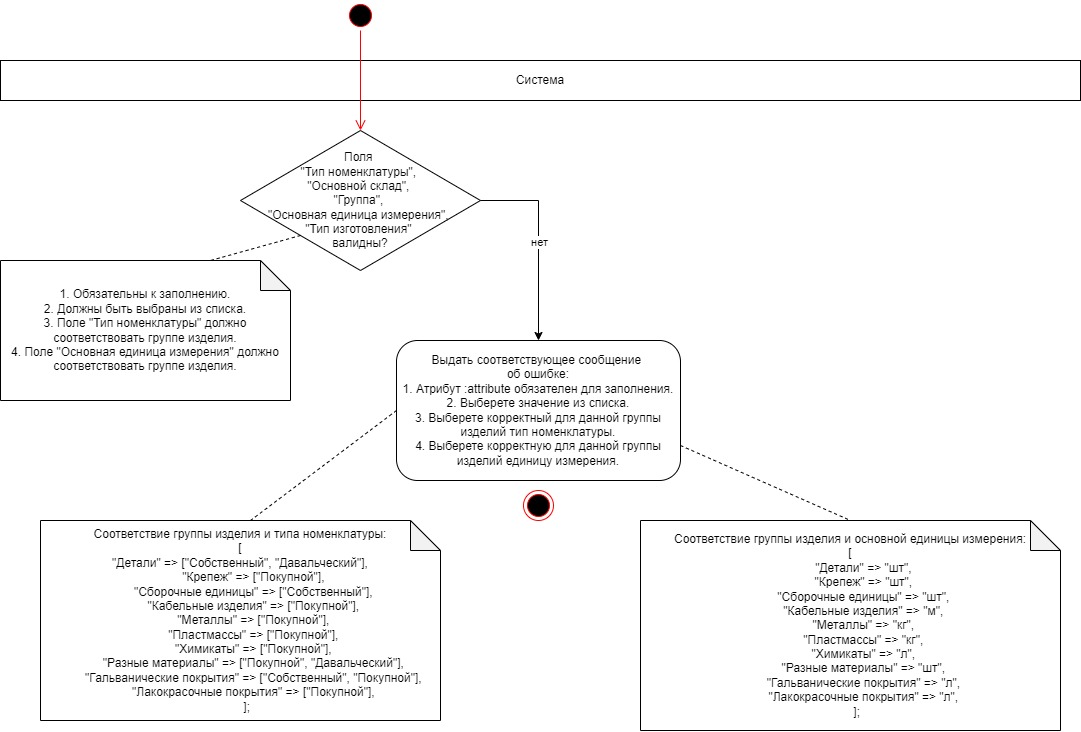 Система
Поля
"Тип номенклатуры",
"Основной склад",
"Группа",
"Основная единица измерения",
"Тип изготовления"
валидны?
нет
1. Обязательны к заполнению.
2. Должны быть выбраны из списка.
3. Поле "Тип номенклатуры" должно
соответствовать группе изделия.
4. Поле "Основная единица измерения" должно
соответствовать группе изделия.
Выдать соответствующее сообщение
об ошибке:
1. Атрибут :attribute обязателен для заполнения.
2. Выберете значение из списка.
3. Выберете корректный для данной группы
изделий тип номенклатуры.
4. Выберете корректную для данной группы
изделий единицу измерения.
Соответствие группы изделия и типа номенклатуры:
[
"Детали" => ["Собственный", "Давальческий"],
"Крепеж" => ["Покупной"],
"Сборочные единицы" => ["Собственный"],
"Кабельные изделия" => ["Покупной"],
"Металлы" => ["Покупной"],
"Пластмассы" => ["Покупной"],
"Химикаты" => ["Покупной"],
"Разные материалы" => ["Покупной", "Давальческий"],
"Гальванические покрытия" => ["Собственный", "Покупной"],
"Лакокрасочные покрытия" => ["Покупной"],
];
Соответствие группы изделия и основной единицы измерения:
[
"Детали" => "шт",
"Крепеж" => "шт",
"Сборочные единицы" => "шт",
"Кабельные изделия" => "м",
"Металлы" => "кг",
"Пластмассы" => "кг",
"Химикаты" => "л",
"Разные материалы" => "шт",
"Гальванические покрытия" => "л",
"Лакокрасочные покрытия" => "л",
];